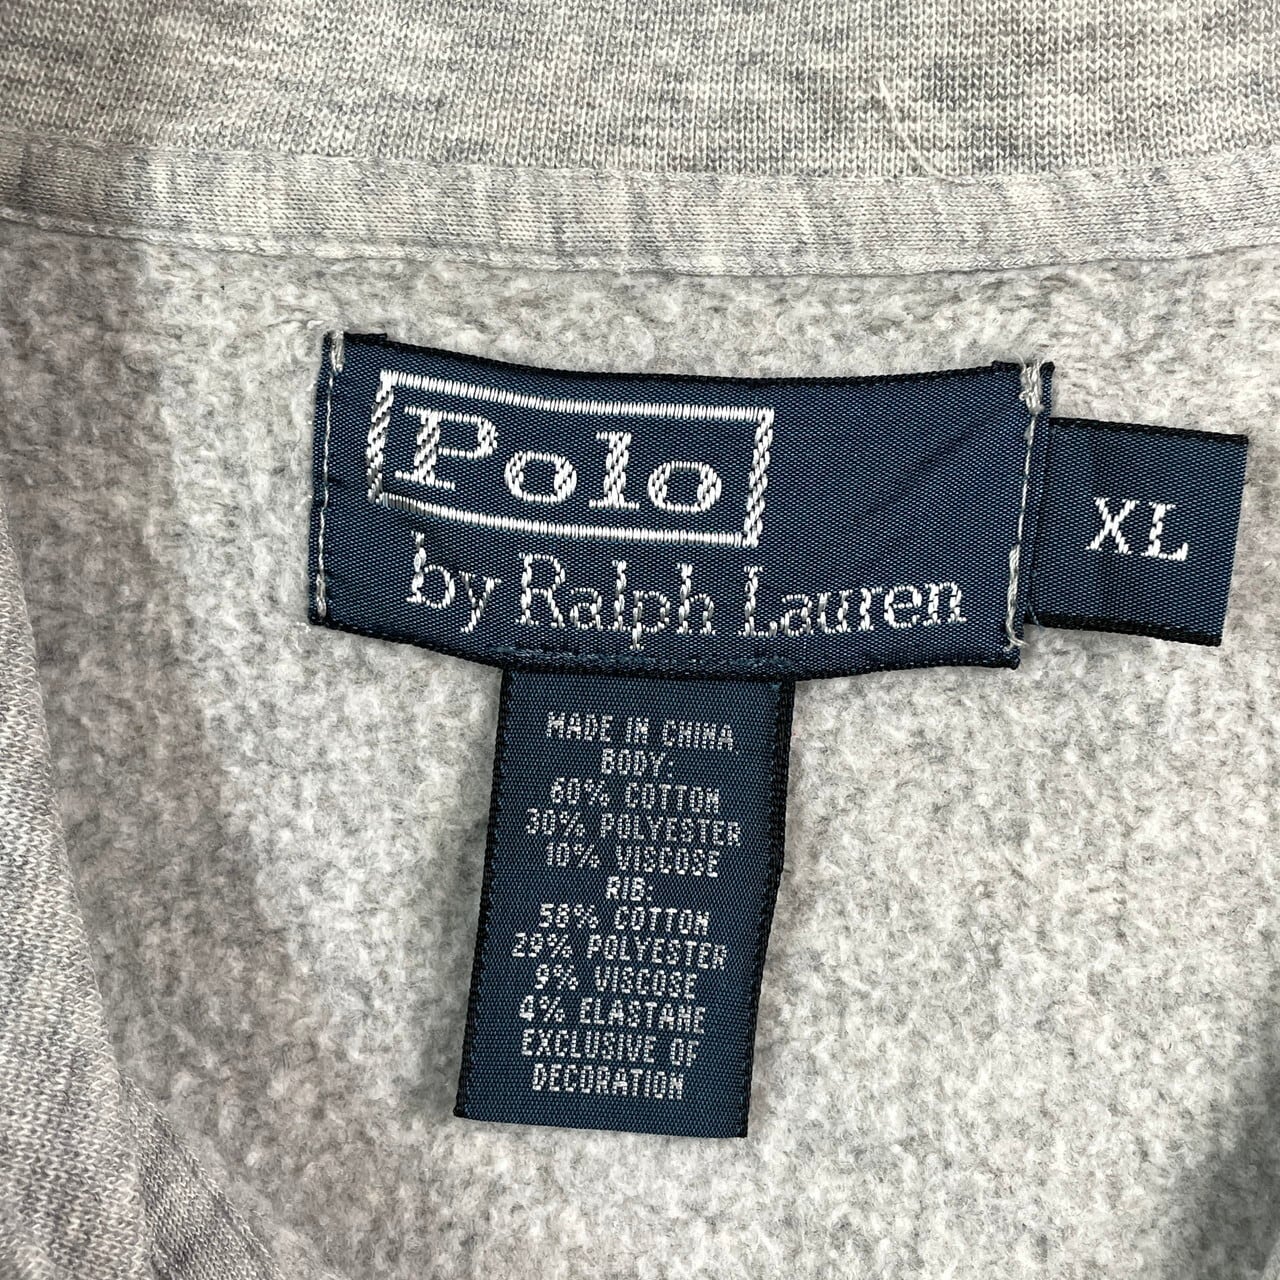 Polo
by Ralph Lauren
XL
MADE IN CHINA
BODY:
60% COTTON
30% POLYESTER
10% VISCOSE
RIB:
58% COTTON
29% POLYESTER
9% VISCOSE
4% ELASTANE
EXCLUSIVE OF
DECORATION